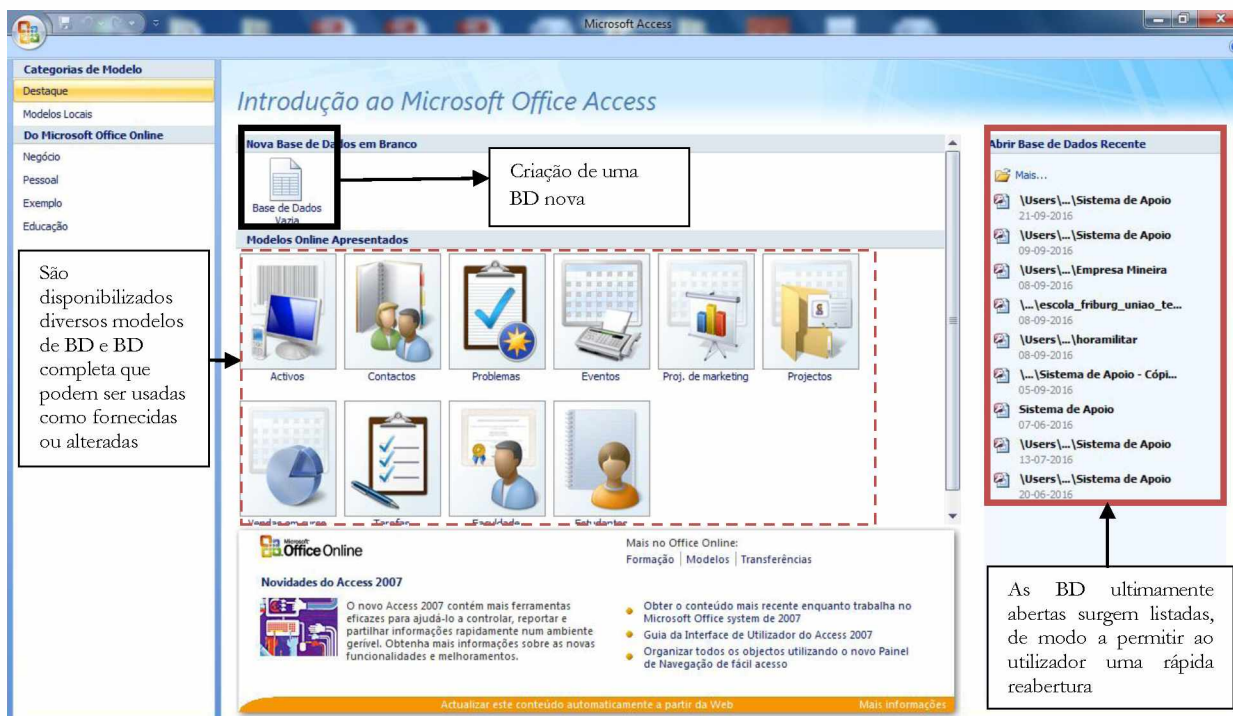 Microsoft Access
Categorias de Modelo
Destaque
Modelos Locais
Do Microsoft Office Online
Negócio
Pessoal
Exemplo
Educação
São
disponibilizados
diversos modelos
de BD e BD
completa que
podem ser usadas
como fornecidas
ou alteradas
Introdução ao Microsoft Office Access
Nova Base de Dados em Branco
Base de Dados
Vazia
Criação de uma
BD nova
Modelos Online Apresentados
Activos
Contactos
Problemas
Eventos
Proj. de marketing
Projectos
Vendas em curso
Tarefas
Faculdade
Estudantes
Microsoft
Office Online
Mais no Office Online:
Formação | Modelos | Transferências
Novidades do Access 2007
O novo Access 2007 contém mais ferramentas
eficazes para ajudá-lo a controlar, reportar e
partilhar informações rapidamente num ambiente
gerível. Obtenha mais informações sobre as novas
funcionalidades e melhoramentos.
Obter o conteúdo mais recente enquanto trabalha no
Microsoft Office system de 2007
Guia da Interface de Utilizador do Access 2007
Organizar todos os objectos utilizando o novo Painel
de Navegação de fácil acesso
Actualizar este conteúdo automaticamente a partir da Web
Mais informações
Abrir Base de Dados Recente
Mais...
\Users\...\Sistema de Apoio
21-09-2016
\Users\...\Sistema de Apoio
09-09-2016
\Users\...\Empresa Mineira
08-09-2016
\...\escola_friburg_uniao_te...
08-09-2016
\Users\...\horamilitar
08-09-2016
\...\Sistema de Apoio - Cópi...
05-09-2016
Sistema de Apoio
07-06-2016
\Users\...\Sistema de Apoio
13-07-2016
\Users\...\Sistema de Apoio
20-06-2016
As BD ultimamente
abertas surgem listadas,
de modo a permitir ao
utilizador uma rápida
reabertura